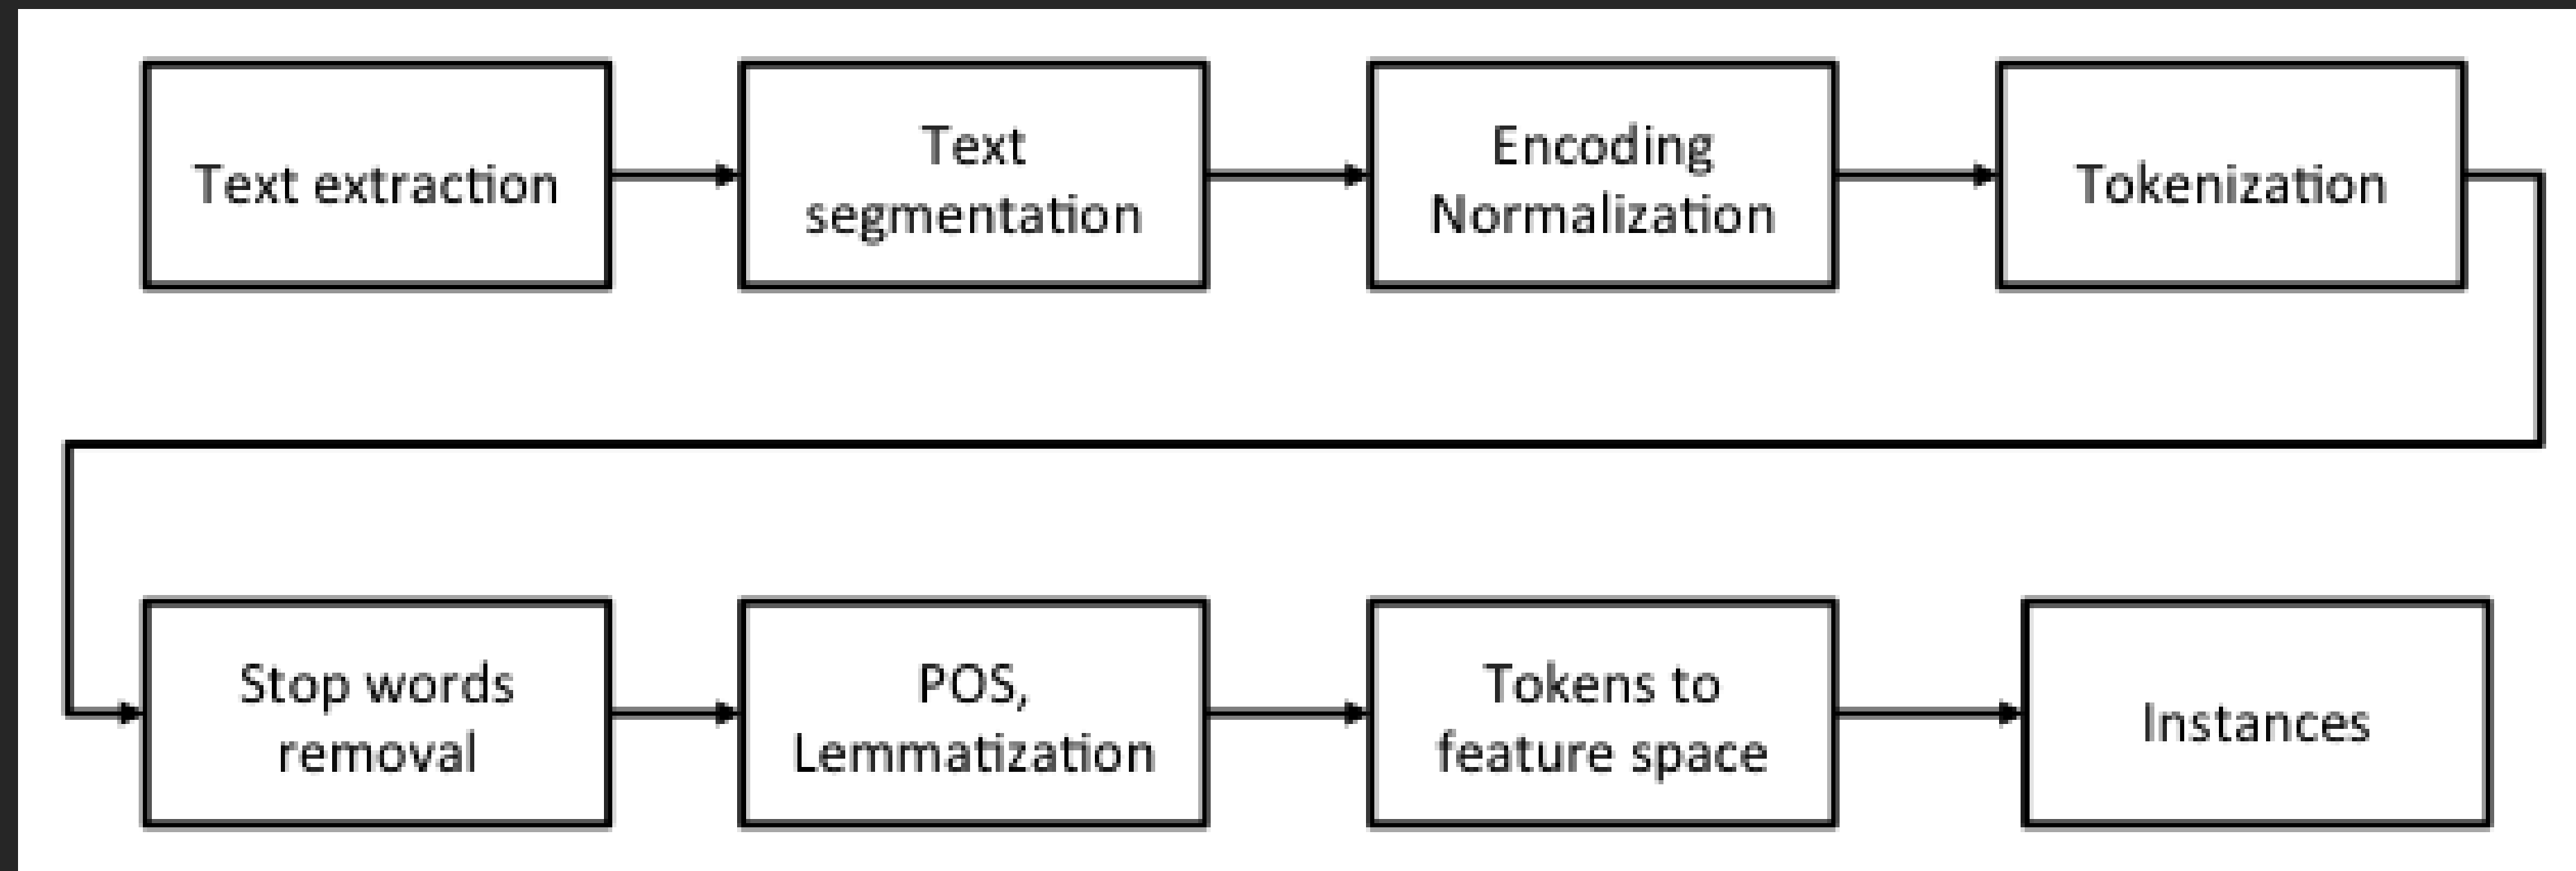 Text extraction
Text
segmentation
Encoding
Normalization
Tokenization
Stop words
removal
POS,
Lemmatization
Tokens to
feature space
Instances